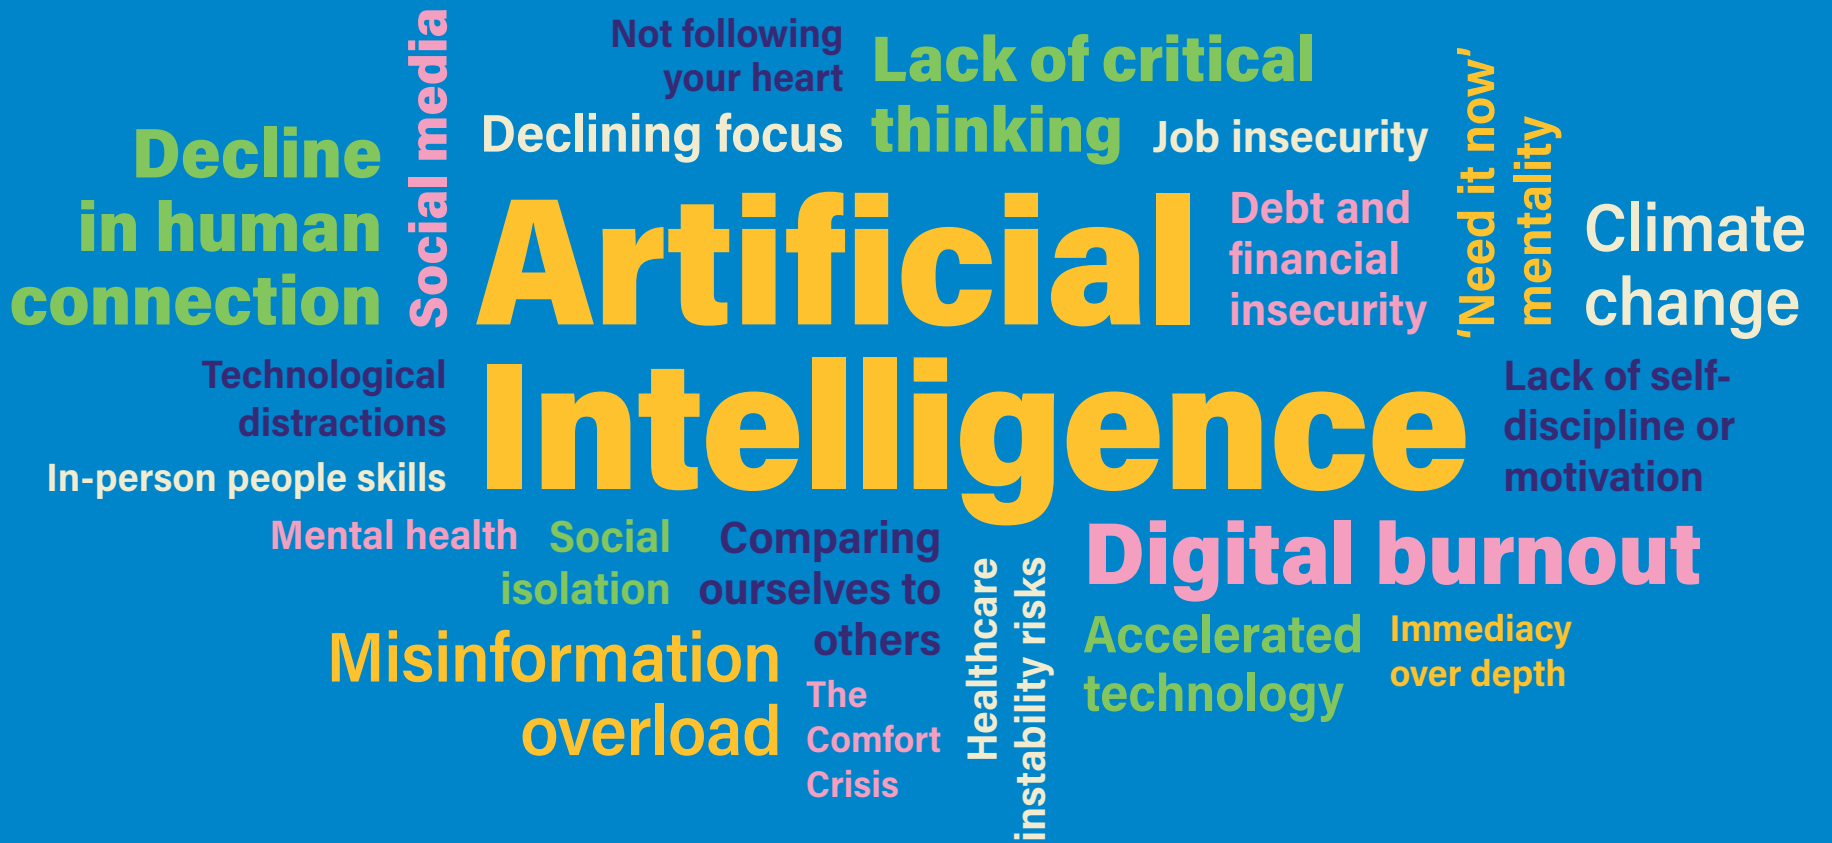 Not following
your heart
Lack of critical
thinking
Declining focus
Job insecurity
Social media
Decline
in human
connection
Artificial
Intelligence
Debt and
financial
insecurity
‘Need it now’
mentality
Climate
change
Technological
distractions
In-person people skills
Lack of self-
discipline or
motivation
Mental health
Social
isolation
Comparing
ourselves to
others
Digital burnout
Healthcare
instability risks
Accelerated
technology
Immediacy
over depth
Misinformation
overload
The
Comfort
Crisis